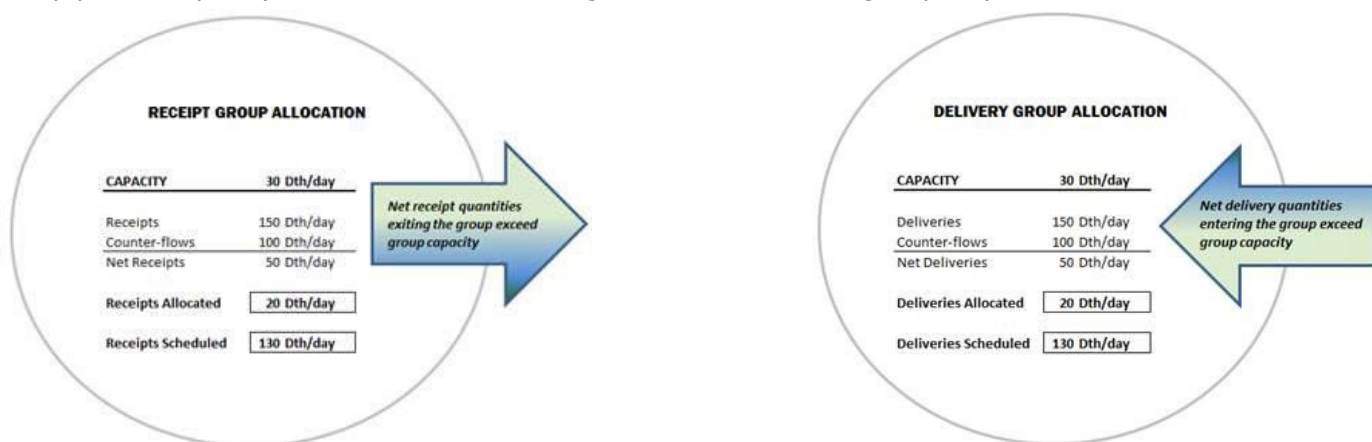 RECEIPT GROUP ALLOCATION
CAPACITY 30 Dth/day
Receipts 150 Dth/day
Counter-flows 100 Dth/day
Net Receipts 50 Dth/day
Receipts Allocated 20 Dth/day
Receipts Scheduled 130 Dth/day
Net receipt quantities
exiting the group exceed
group capacity
DELIVERY GROUP ALLOCATION
CAPACITY 30 Dth/day
Deliveries 150 Dth/day
Counter-flows 100 Dth/day
Net Deliveries 50 Dth/day
Deliveries Allocated 20 Dth/day
Deliveries Scheduled 130 Dth/day
Net delivery quantities
entering the group exceed
group capacity